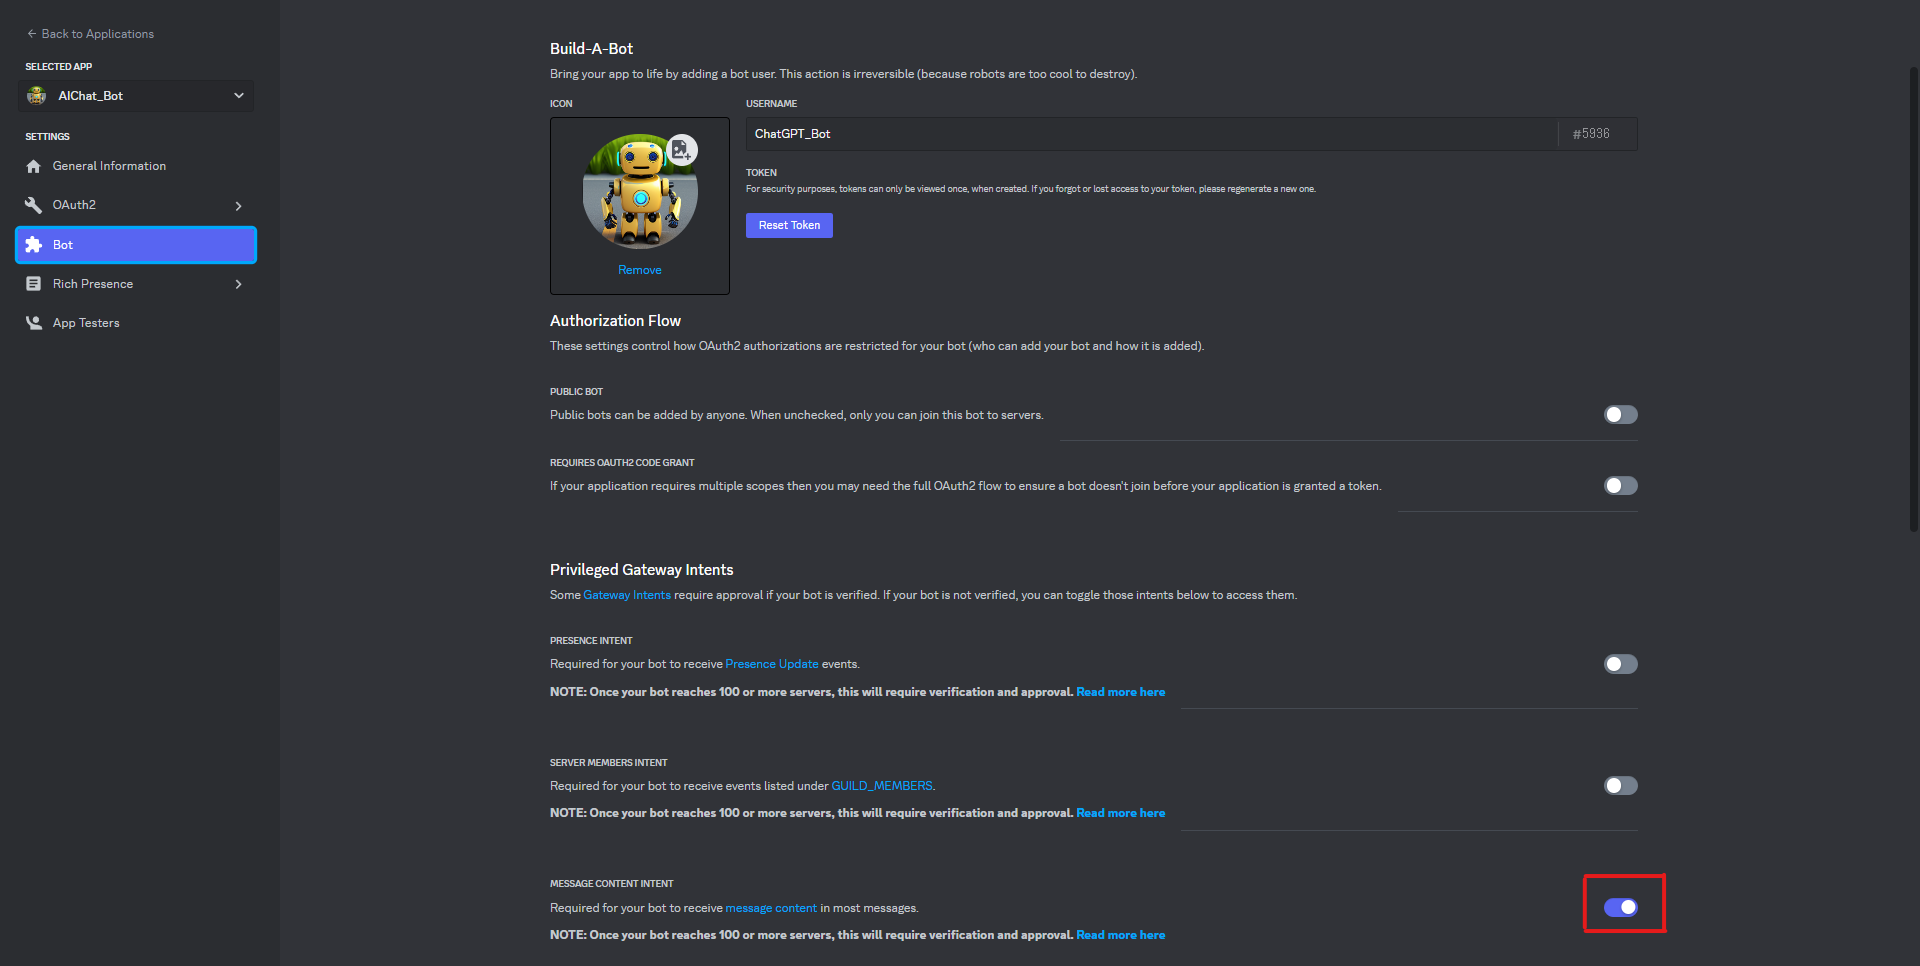 Back to Applications
SELECTED APP
AIChat_Bot
SETTINGS
General Information
OAuth2
Bot
Rich Presence
App Testers
Build-A-Bot
Bring your app to life by adding a bot user. This action is irreversible (because robots are too cool to destroy).
ICON
Remove
USERNAME
ChatGPT_Bot #5936
TOKEN
For security purposes, tokens can only be viewed once, when created. If you forgot or lost access to your token, please regenerate a new one.
Reset Token
Authorization Flow
These settings control how OAuth2 authorizations are restricted for your bot (who can add your bot and how it is added).
PUBLIC BOT
Public bots can be added by anyone. When unchecked, only you can join this bot to servers.
REQUIRES OAUTH2 CODE GRANT
If your application requires multiple scopes then you may need the full OAuth2 flow to ensure a bot doesn't join before your application is granted a token.
Privileged Gateway Intents
Some Gateway Intents require approval if your bot is verified. If your bot is not verified, you can toggle those intents below to access them.
PRESENCE INTENT
Required for your bot to receive Presence Update events.
NOTE: Once your bot reaches 100 or more servers, this will require verification and approval. Read more here
SERVER MEMBERS INTENT
Required for your bot to receive events listed under GUILD_MEMBERS.
NOTE: Once your bot reaches 100 or more servers, this will require verification and approval. Read more here
MESSAGE CONTENT INTENT
Required for your bot to receive message content in most messages.
NOTE: Once your bot reaches 100 or more servers, this will require verification and approval. Read more here